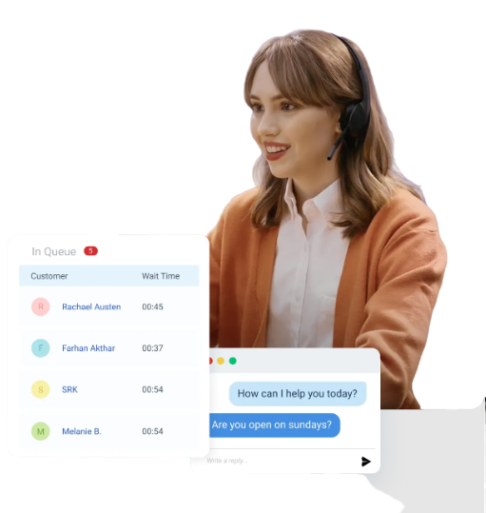 In Queue 5
Customer Wait Time
R Rachael Austen 00:45
F Farhan Akthar 00:37
S SRK 00:54
M Melanie B. 00:54
How can I help you today?
Are you open on sundays?
Write a reply...